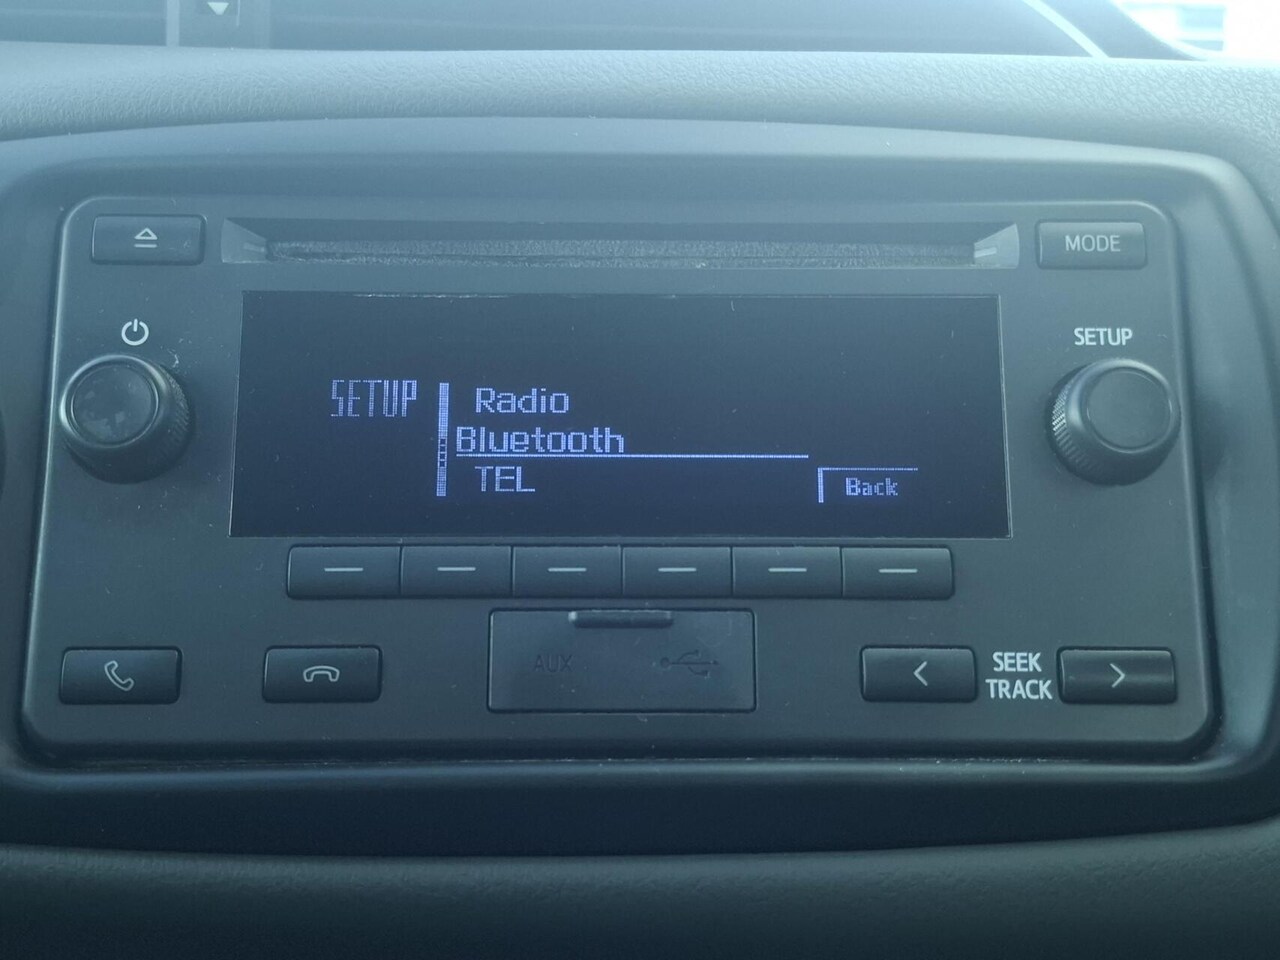 MODE
SETUP
SETUP
Radio
Bluetooth
TEL
Back
AUX
SEEK
TRACK